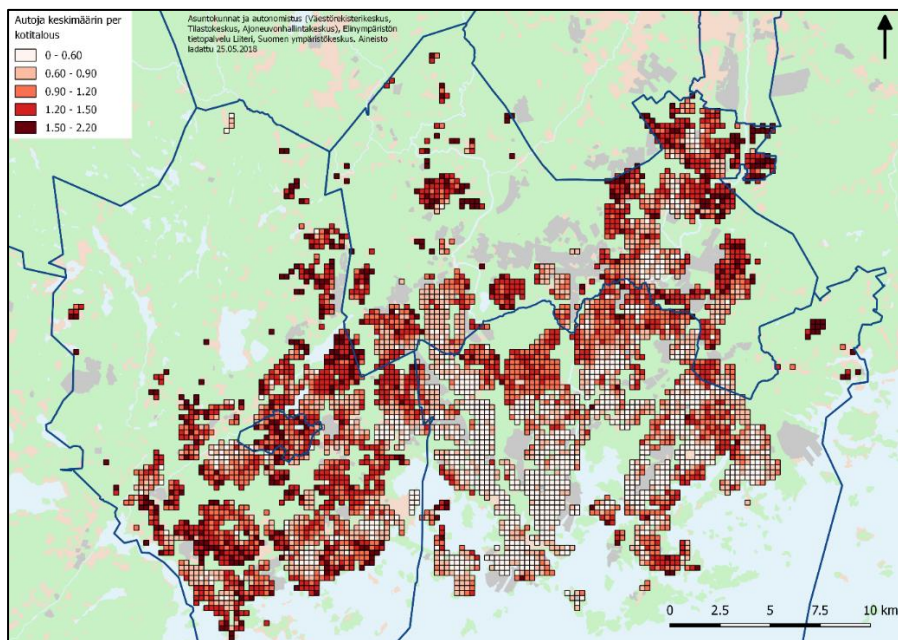 Autoja keskimäärin per
kotitalous
0 - 0.60
0.60 - 0.90
0.90 - 1.20
1.20 - 1.50
1.50 - 2.20
Asuntokunnat ja autonomistus (Väestörekisterikeskus,
Tilastokeskus, Ajoneuvonhallintakeskus), Elinympäristön
tietopalvelu Liiteri, Suomen ympäristökeskus. Aineisto
ladattu 25.05.2018
0 2.5 5 7.5 10 km